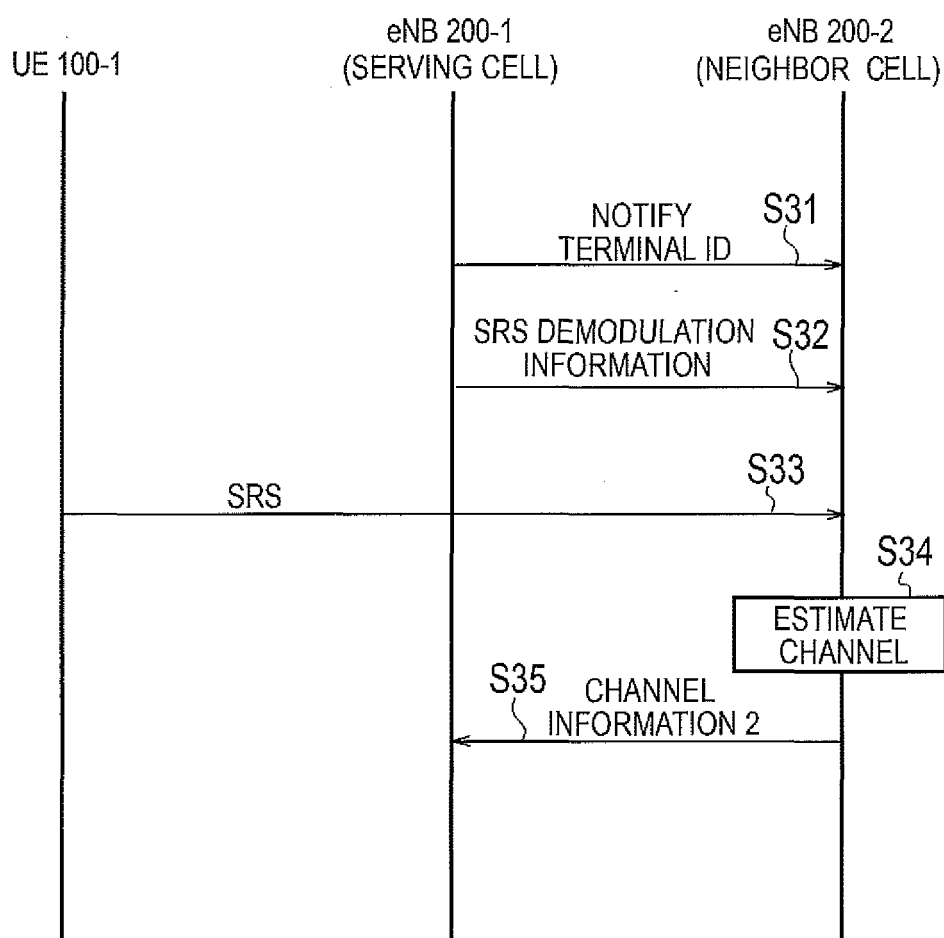 UE 100-1
eNB 200-1
(SERVING CELL)
eNB 200-2
(NEIGHBOR CELL)
NOTIFY
TERMINAL ID
S31
SRS DEMODULATION
INFORMATION
S32
SRS
S33
S34
ESTIMATE
CHANNEL
S35
CHANNEL
INFORMATION 2